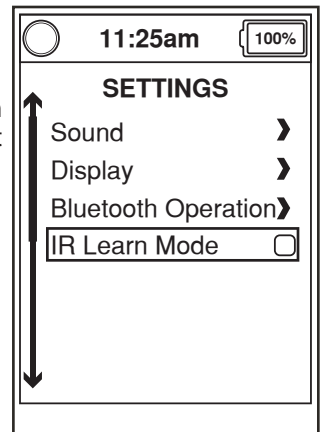 11:25am 100%
SETTINGS
Sound
Display
Bluetooth Operation
IR Learn Mode